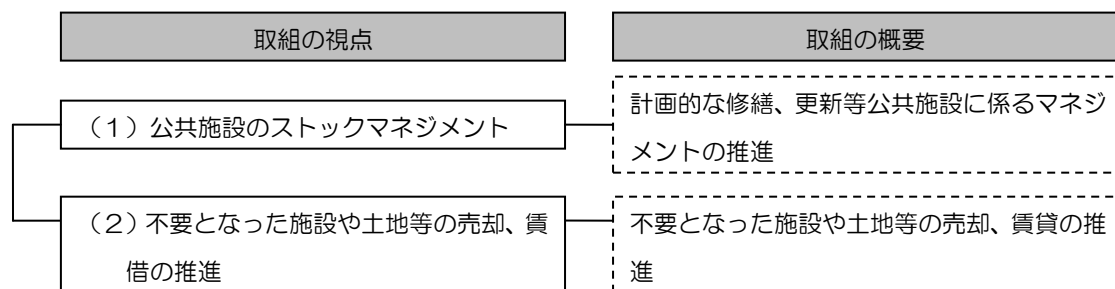 取組の視点
取組の概要
（１）公共施設のストックマネジメント
計画的な修繕、更新等公共施設に係るマネジ
メントの推進
（２）不要となった施設や土地等の売却、賃
借の推進
不要となった施設や土地等の売却、賃貸の推
進